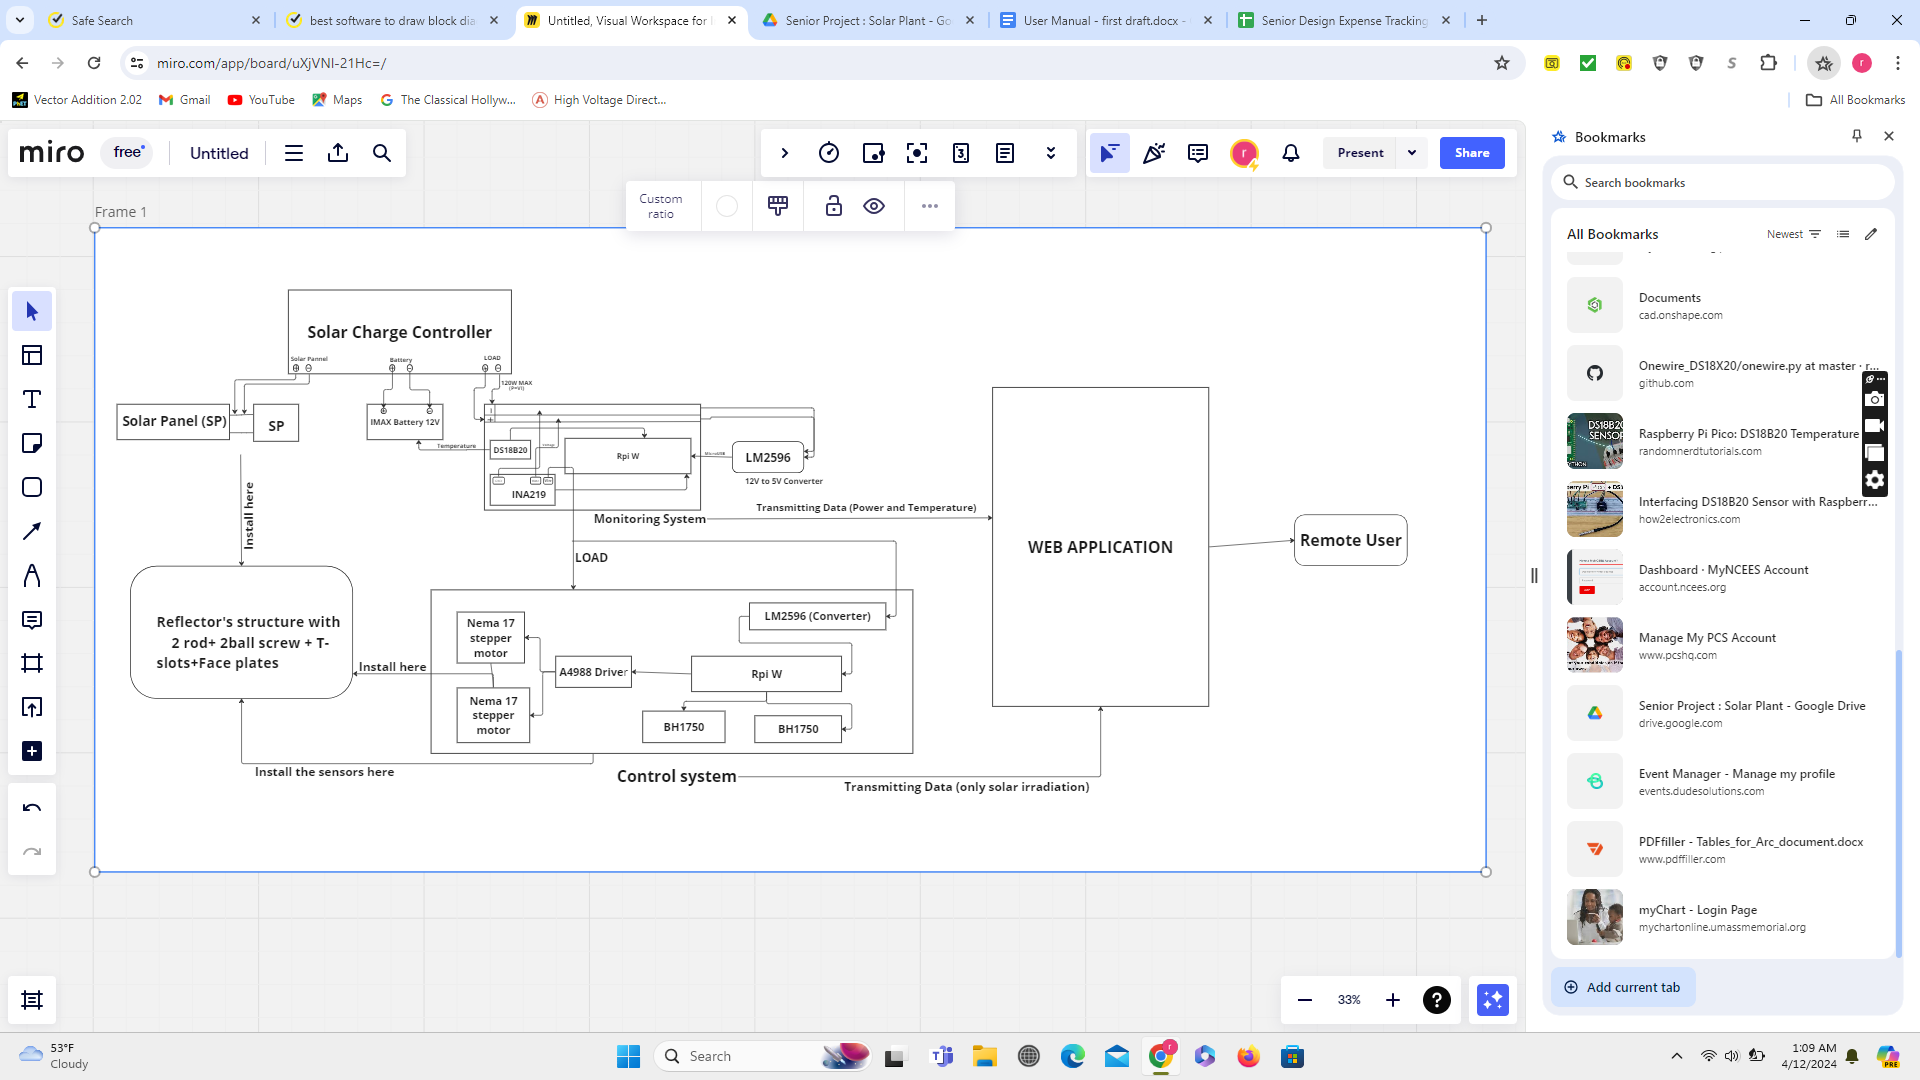 Safe Search
best software to draw block dia
Untitled, Visual Workspace for
Senior Project : Solar Plant - Go
User Manual - first draft.docx -
Senior Design Expense Tracking
miro.com/app/board/uXjVNI-21Hc=/
Vector Addition 2.02
Gmail
YouTube
Maps
The Classical Hollyw...
High Voltage Direct...
All Bookmarks
miro
free
Untitled
Present
Share
Custom
ratio
Frame 1
Solar Charge Controller
Solar Pannel
Battery
LOAD
120W MAX
(P=VI)
Solar Panel (SP)
SP
IMAX Battery 12V
Temperature
DS18B20
Rpi W
INA219
MicroUSB
LM2596
12V to 5V Converter
Monitoring System
Transmitting Data (Power and Temperature)
Install here
LOAD
WEB APPLICATION
Remote User
Reflector's structure with
2 rod+ 2ball screw + T-
slots+Face plates
Install here
Nema 17
stepper
motor
Nema 17
stepper
motor
A4988 Driver
LM2596 (Converter)
Rpi W
BH1750
BH1750
Install the sensors here
Control system
Transmitting Data (only solar irradiation)
33%
Bookmarks
Search bookmarks
All Bookmarks
Newest
Documents
cad.onshape.com
Onewire_DS18X20/onewire.py at master · r...
github.com
DS18B20
SENSOR
Raspberry Pi Pico: DS18B20 Temperature
randomnerdtutorials.com
Interfacing DS18B20 Sensor with Raspberr...
how2electronics.com
Dashboard · MyNCEES Account
account.ncees.org
Manage My PCS Account
www.pcshq.com
Senior Project : Solar Plant - Google Drive
drive.google.com
Event Manager - Manage my profile
events.dudesolutions.com
PDFfiller - Tables_for_Arc_document.docx
www.pdffiller.com
myChart - Login Page
mychartonline.umassmemorial.org
Add current tab
53°F
Cloudy
Search
1:09 AM
4/12/2024
PRE